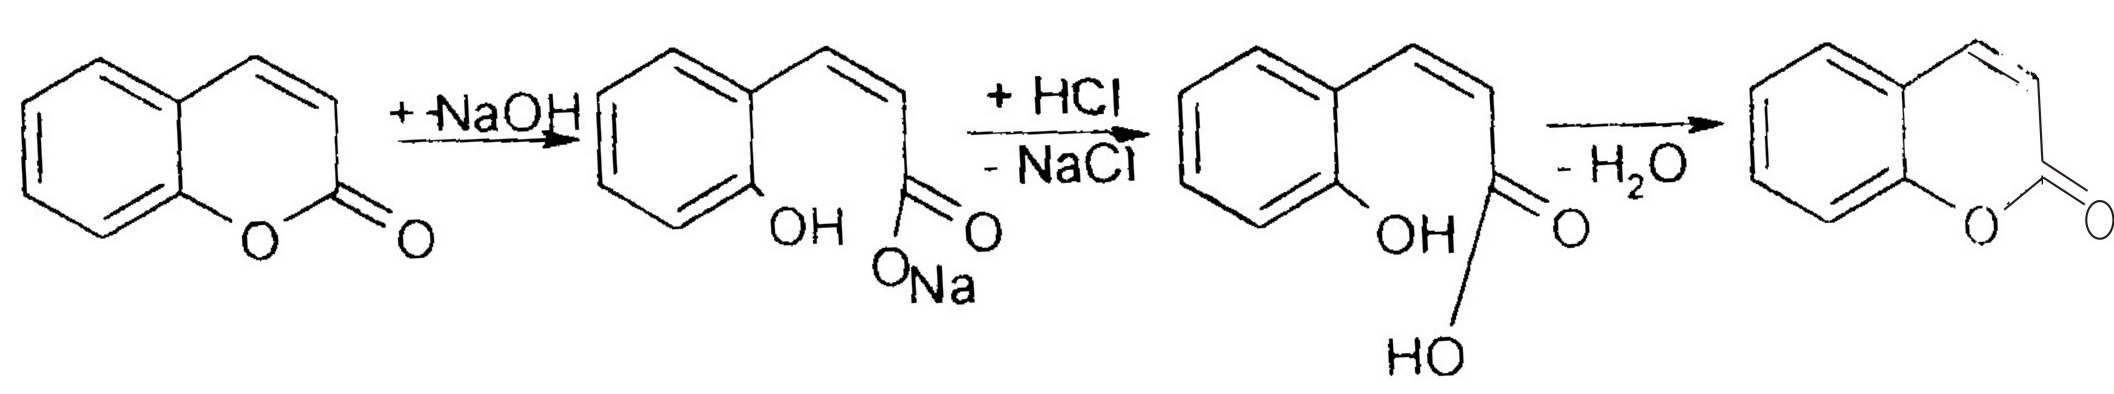 O
O
+ NaOH
OH
O
ONa
+ HCl
- NaCl
OH
O
HO
- H₂O
O
O